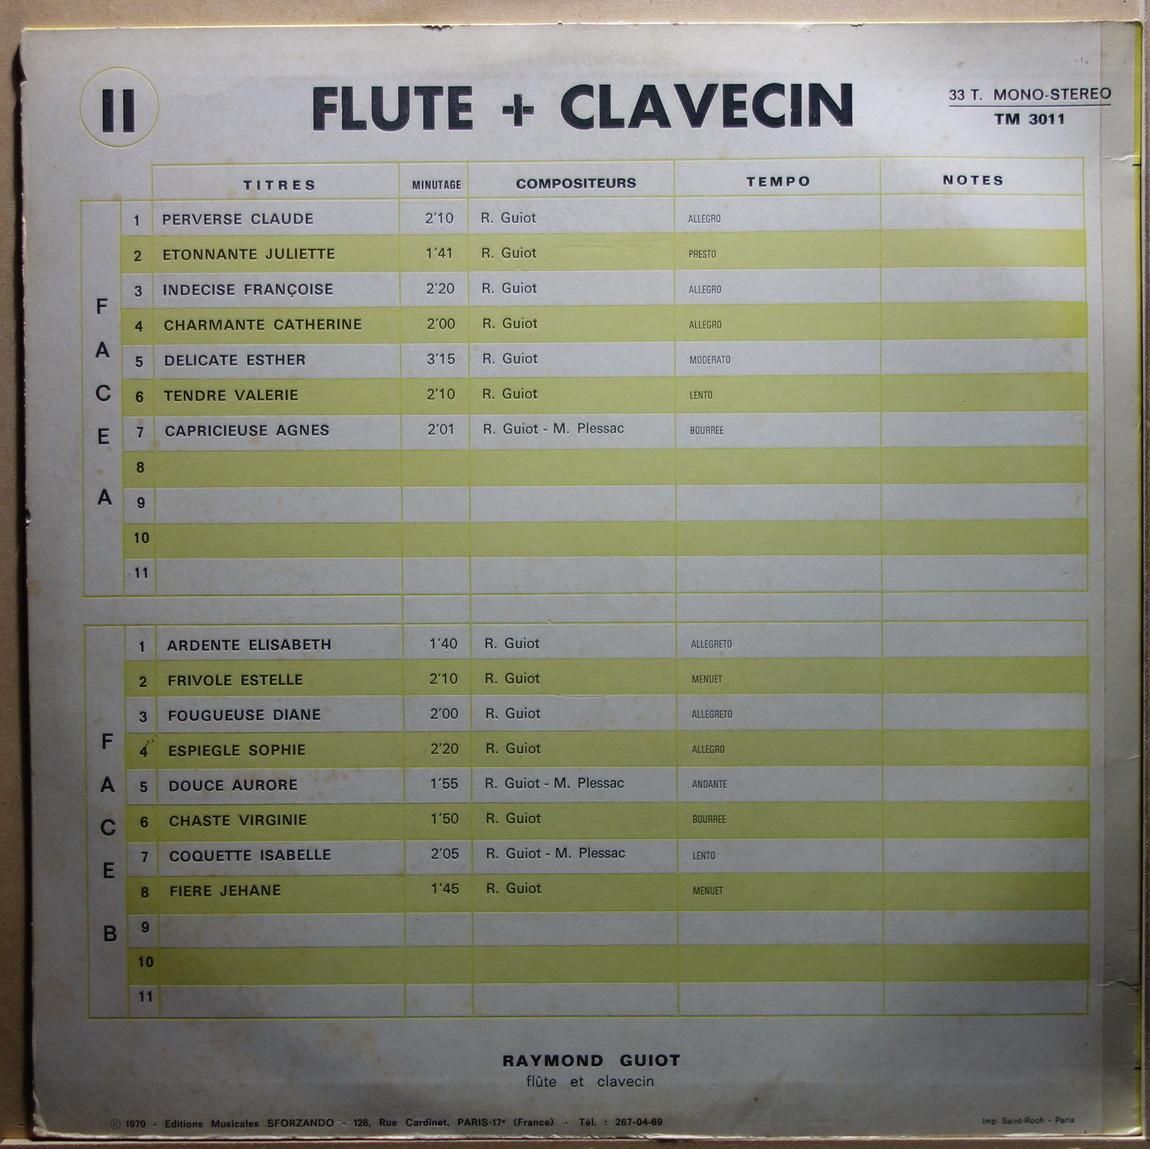 II
FLUTE + CLAVECIN
33 T. MONO-STEREO
TM 3011
TITRES MINUTAGE COMPOSITEURS TEMPO NOTES
FACE A
1 PERVERSE CLAUDE 2'10 R. Guiot ALLEGRO
2 ETONNANTE JULIETTE 1'41 R. Guiot PRESTO
3 INDECISE FRANÇOISE 2'20 R. Guiot ALLEGRO
4 CHARMANTE CATHERINE 2'00 R. Guiot ALLEGRO
5 DELICATE ESTHER 3'15 R. Guiot MODERATO
6 TENDRE VALERIE 2'10 R. Guiot LENTO
7 CAPRICIEUSE AGNES 2'01 R. Guiot - M. Plessac BOURREE
8
9
10
11
FACE B
1 ARDENTE ELISABETH 1'40 R. Guiot ALLEGRETO
2 FRIVOLE ESTELLE 2'10 R. Guiot MENUET
3 FOUGUEUSE DIANE 2'00 R. Guiot ALLEGRETO
4 ESPIEGLE SOPHIE 2'20 R. Guiot ALLEGRO
5 DOUCE AURORE 1'55 R. Guiot - M. Plessac ANDANTE
6 CHASTE VIRGINIE 1'50 R. Guiot BOURREE
7 COQUETTE ISABELLE 2'05 R. Guiot - M. Plessac LENTO
8 FIERE JEHANE 1'45 R. Guiot MENUET
9
10
11
RAYMOND GUIOT
flûte et clavecin
© 1970 - Editions Musicales SFORZANDO - 126, Rue Cardinet, PARIS-17e (France) - Tél. : 267-04-69
Imp. Saint-Roch - Paris